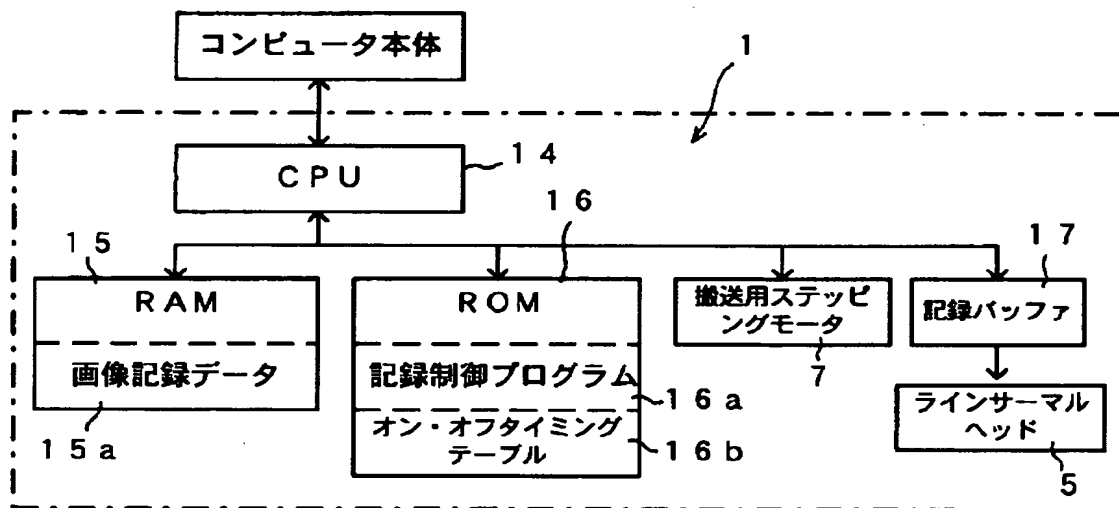 コンピュータ本体
1
CPU
14
15
16
17
RAM
ROM
搬送用ステッピ
ングモータ
7
記録バッファ
画像記録データ
記録制御プログラム
16a
ラインサーマル
ヘッド
15a
オン・オフタイミング
テーブル
16b
5